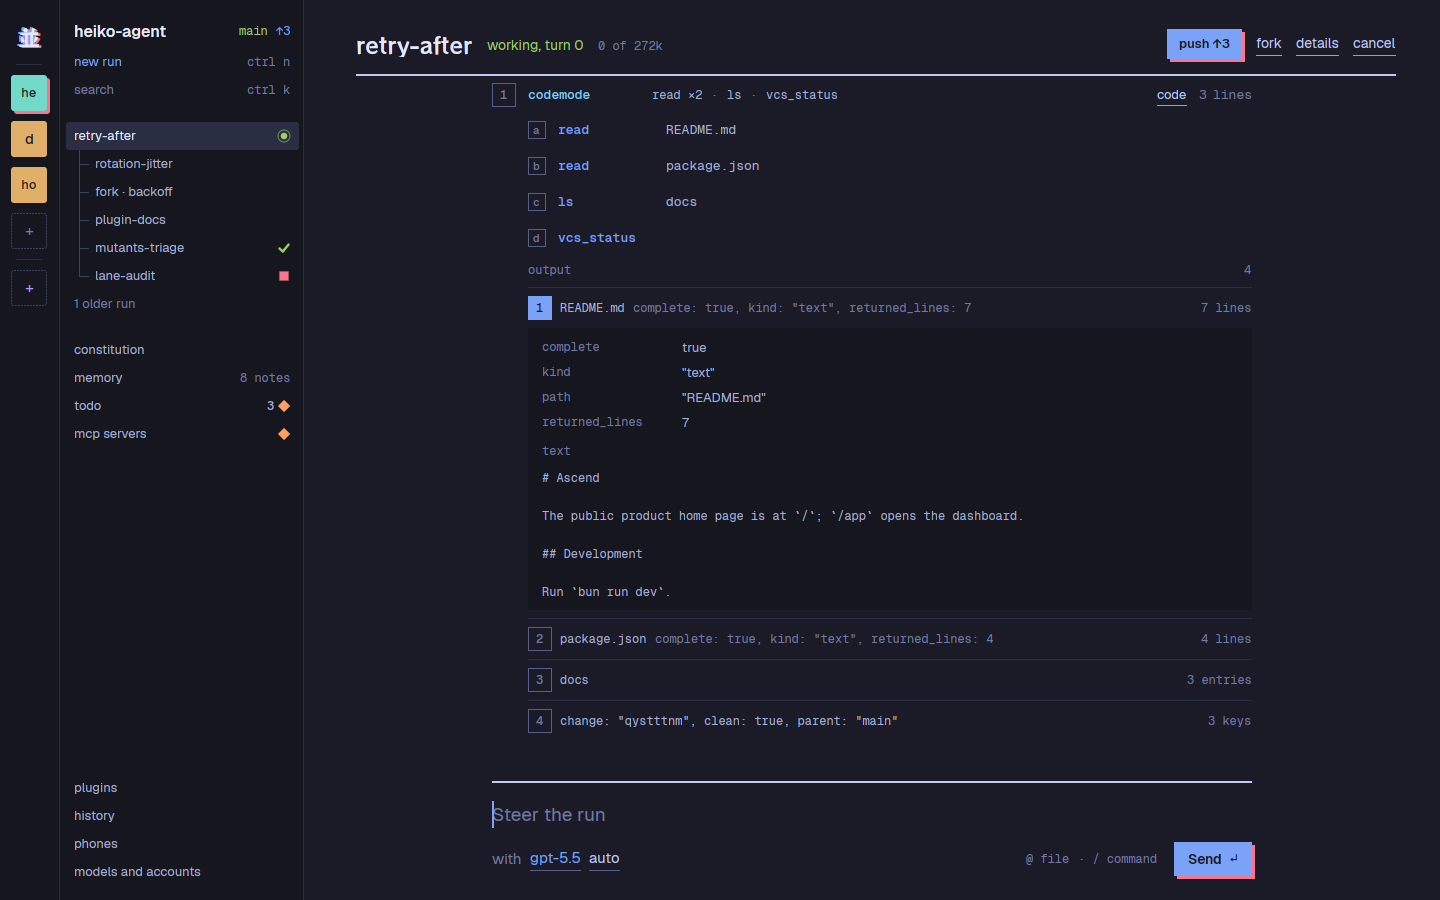 heiko-agent main ↑3
new run ctrl n
search ctrl k
he
d
ho
+
+
retry-after
rotation-jitter
fork · backoff
plugin-docs
mutants-triage
lane-audit
1 older run
constitution
memory 8 notes
todo 3
mcp servers
plugins
history
phones
models and accounts
retry-after working, turn 0 0 of 272k push ↑3 fork details cancel
1 codemode read ×2 · ls · vcs_status code 3 lines
a read README.md
b read package.json
c ls docs
d vcs_status
output 4
1 README.md complete: true, kind: "text", returned_lines: 7 7 lines
complete true
kind "text"
path "README.md"
returned_lines 7
text
# Ascend
The public product home page is at `/`; `/app` opens the dashboard.
## Development
Run `bun run dev`.
2 package.json complete: true, kind: "text", returned_lines: 4 4 lines
3 docs 3 entries
4 change: "qystttnm", clean: true, parent: "main" 3 keys
Steer the run
with gpt-5.5 auto @ file · / command Send ↵